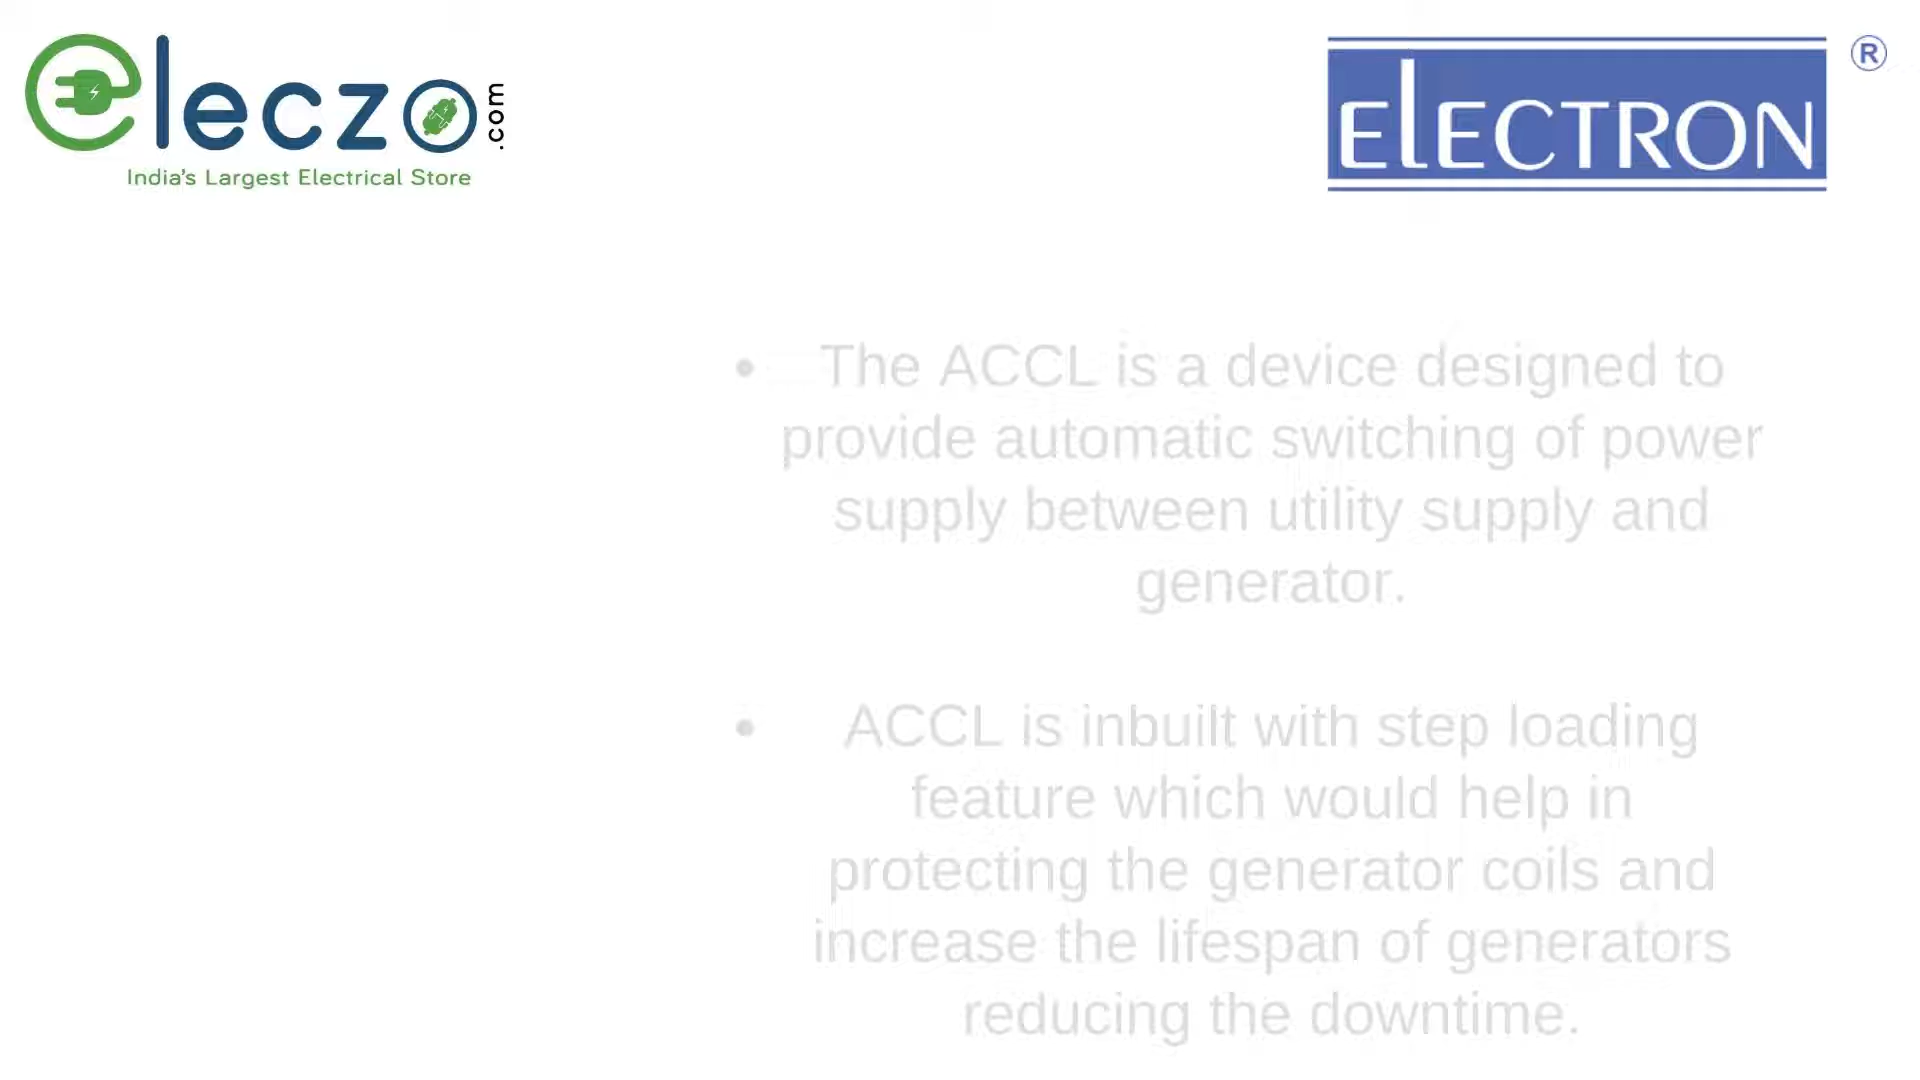 eleczo.com
India's Largest Electrical Store
ElECTRON ®
• The ACCL is a device designed to
provide automatic switching of power
supply between utility supply and
generator.
• ACCL is inbuilt with step loading
feature which would help in
protecting the generator coils and
increase the lifespan of generators
reducing the downtime.